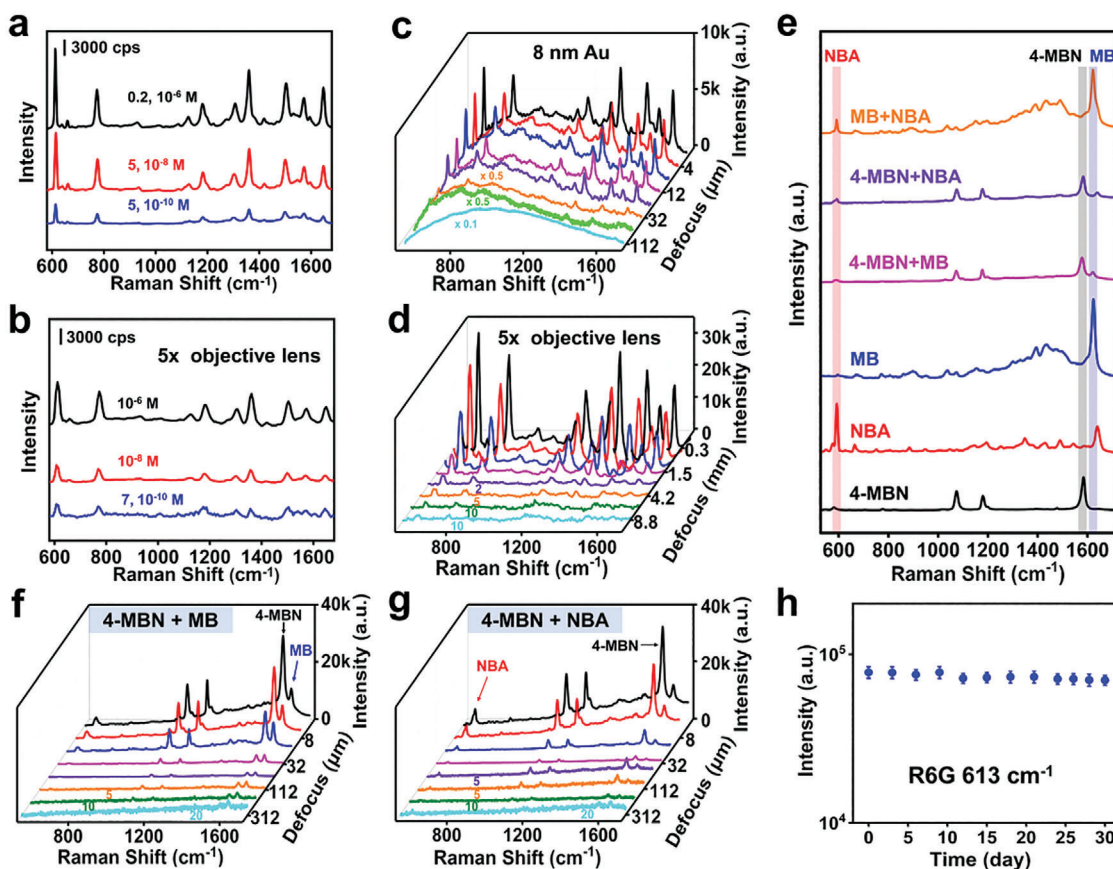 a
3000 cps
0.2, 10-6 M
5, 10-8 M
5, 10-10 M
Intensity
600 800 1000 1200 1400 1600
Raman Shift (cm-1)
b
3000 cps
5x objective lens
10-6 M
10-8 M
7, 10-10 M
Intensity
600 800 1000 1200 1400 1600
Raman Shift (cm-1)
c
8 nm Au
10k
5k
0
Intensity (a.u.)
x 0.5
x 0.5
x 0.1
-4
-12
-32
-112
Defocus (μm)
800 1200 1600
Raman Shift (cm-1)
d
5x objective lens
30k
20k
10k
0
Intensity (a.u.)
2
5
10
10
-0.3
-1.5
-4.2
-8.8
Defocus (mm)
800 1200 1600
Raman Shift (cm-1)
e
NBA
4-MBN
MB
MB+NBA
4-MBN+NBA
4-MBN+MB
MB
NBA
4-MBN
Intensity (a.u.)
600 800 1000 1200 1400 1600
Raman Shift (cm-1)
f
4-MBN + MB
4-MBN
MB
40k
20k
0
Intensity (a.u.)
5
10
20
-8
-32
-112
-312
Defocus (μm)
800 1200 1600
Raman Shift (cm-1)
g
4-MBN + NBA
4-MBN
NBA
40k
20k
0
Intensity (a.u.)
5
5
10
20
-8
-32
-112
-312
Defocus (μm)
800 1200 1600
Raman Shift (cm-1)
h
105
104
Intensity (a.u.)
R6G 613 cm-1
0 5 10 15 20 25 30
Time (day)